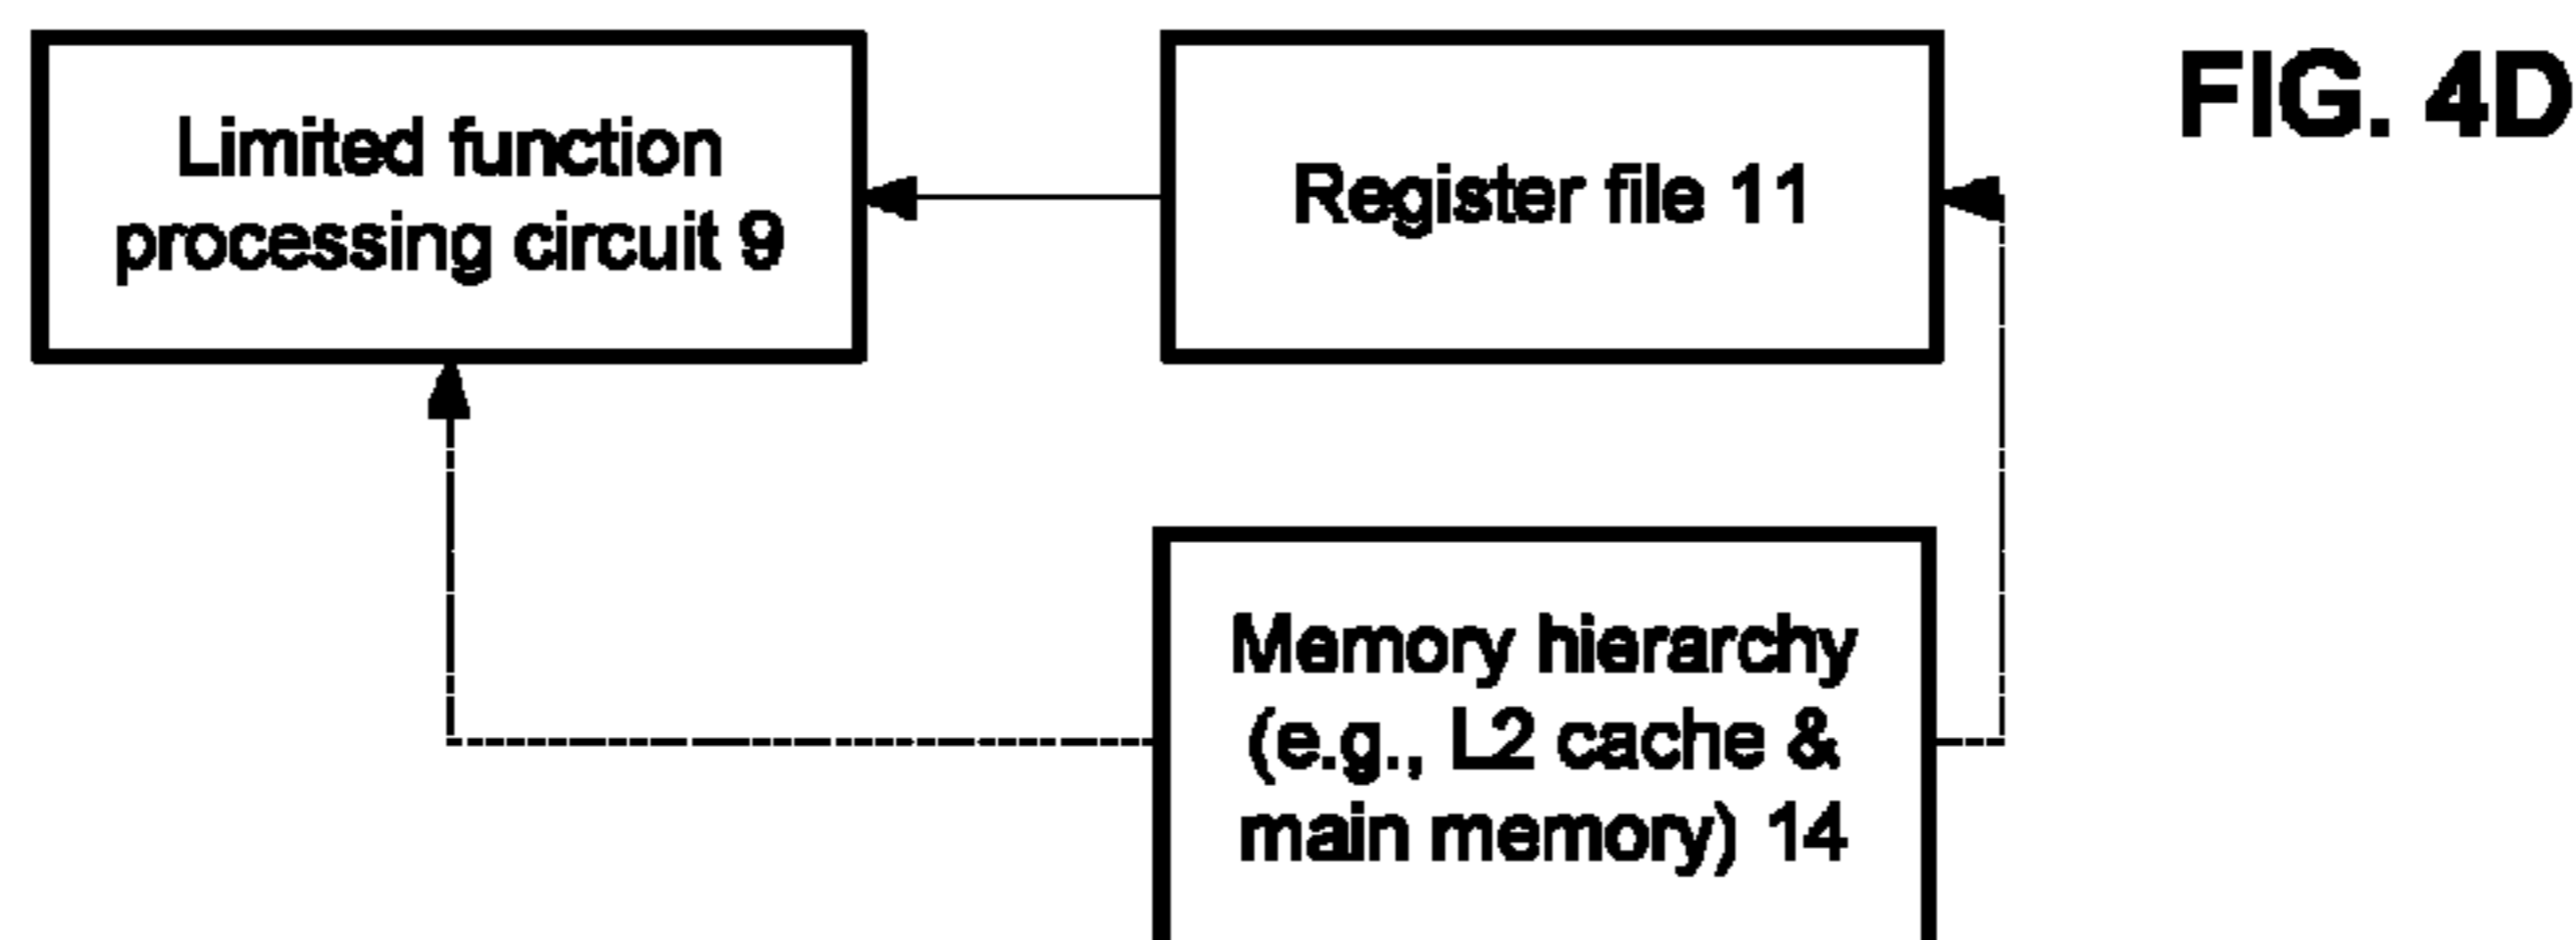 Limited function
processing circuit 9
Register file 11
FIG. 4D
Memory hierarchy
(e.g., L2 cache &
main memory) 14